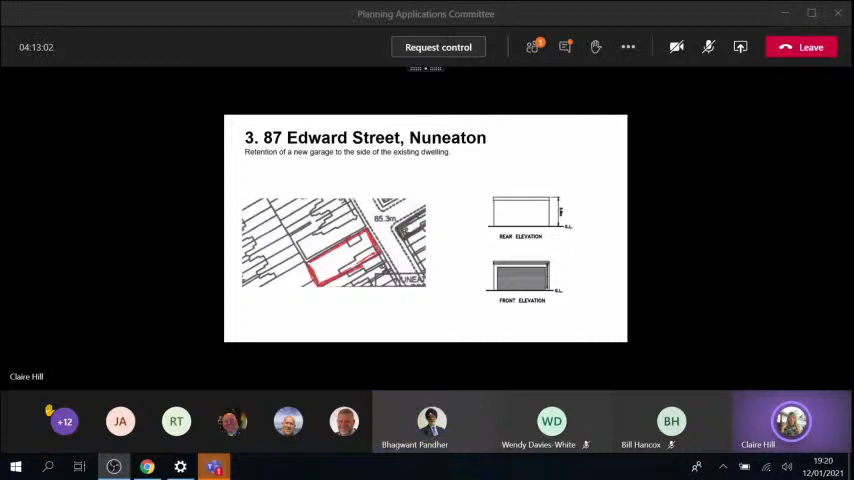 Planning Applications Committee
04:13:02
Request control
1
Leave
3. 87 Edward Street, Nuneaton
Retention of a new garage to the side of the existing dwelling.
85.3m
G.L.
REAR ELEVATION
G.L.
FRONT ELEVATION
Claire Hill
+12
JA
RT
WD
BH
Bhagwant Pandher
Wendy Davies-White
Bill Hancox
Claire Hill
1
19:20
12/01/2021